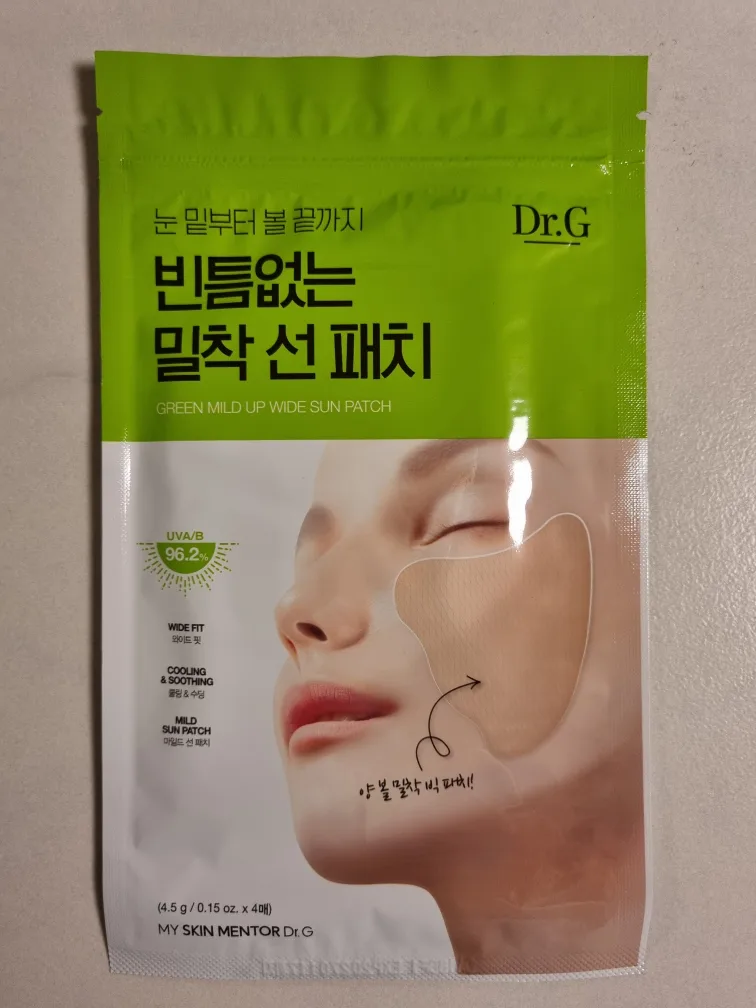 눈 밑부터 볼 끝까지
Dr.G
빈틈없는
밀착 선 패치
GREEN MILD UP WIDE SUN PATCH
UVA/B
96.2%
WIDE FIT
와이드 핏
COOLING
& SOOTHING
쿨링 & 수딩
MILD
SUN PATCH
마일드 선 패치
양 볼 밀착 빅 패치!
(4.5 g / 0.15 oz. x 4매)
MY SKIN MENTOR Dr.G